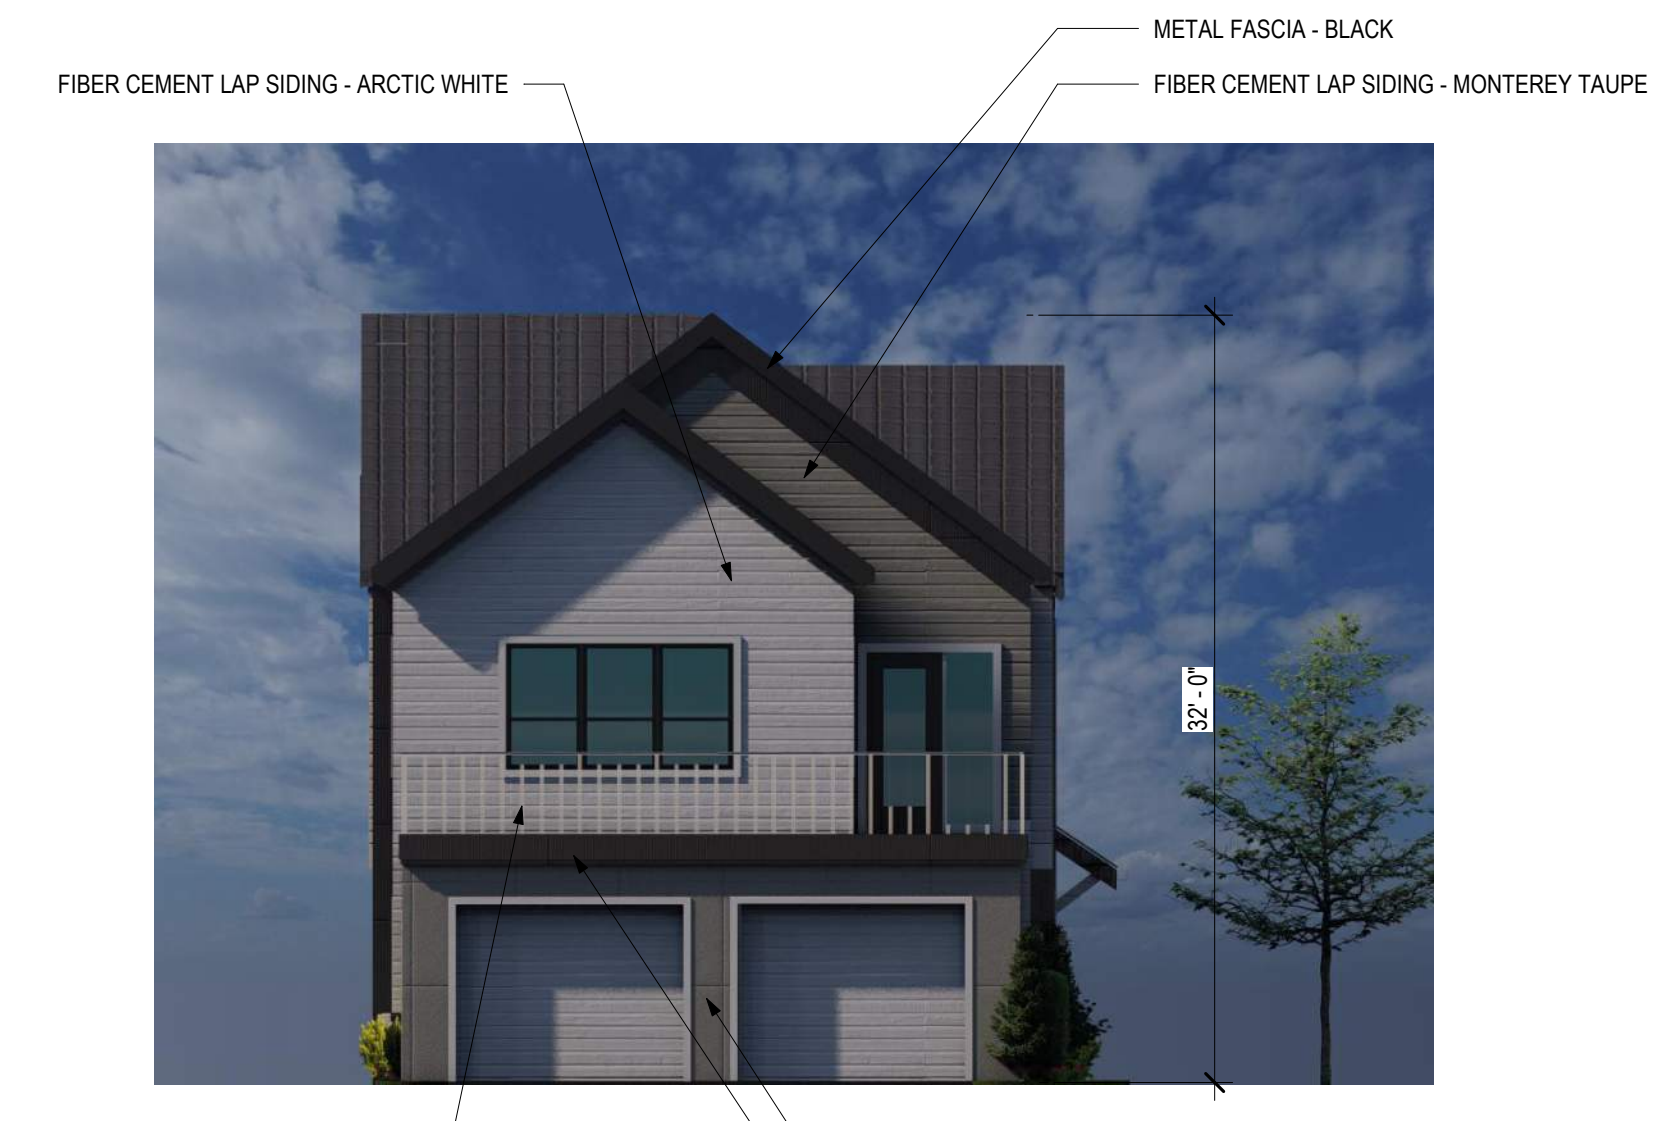 METAL FASCIA - BLACK
FIBER CEMENT LAP SIDING - ARCTIC WHITE
FIBER CEMENT LAP SIDING - MONTEREY TAUPE
32' - 0"